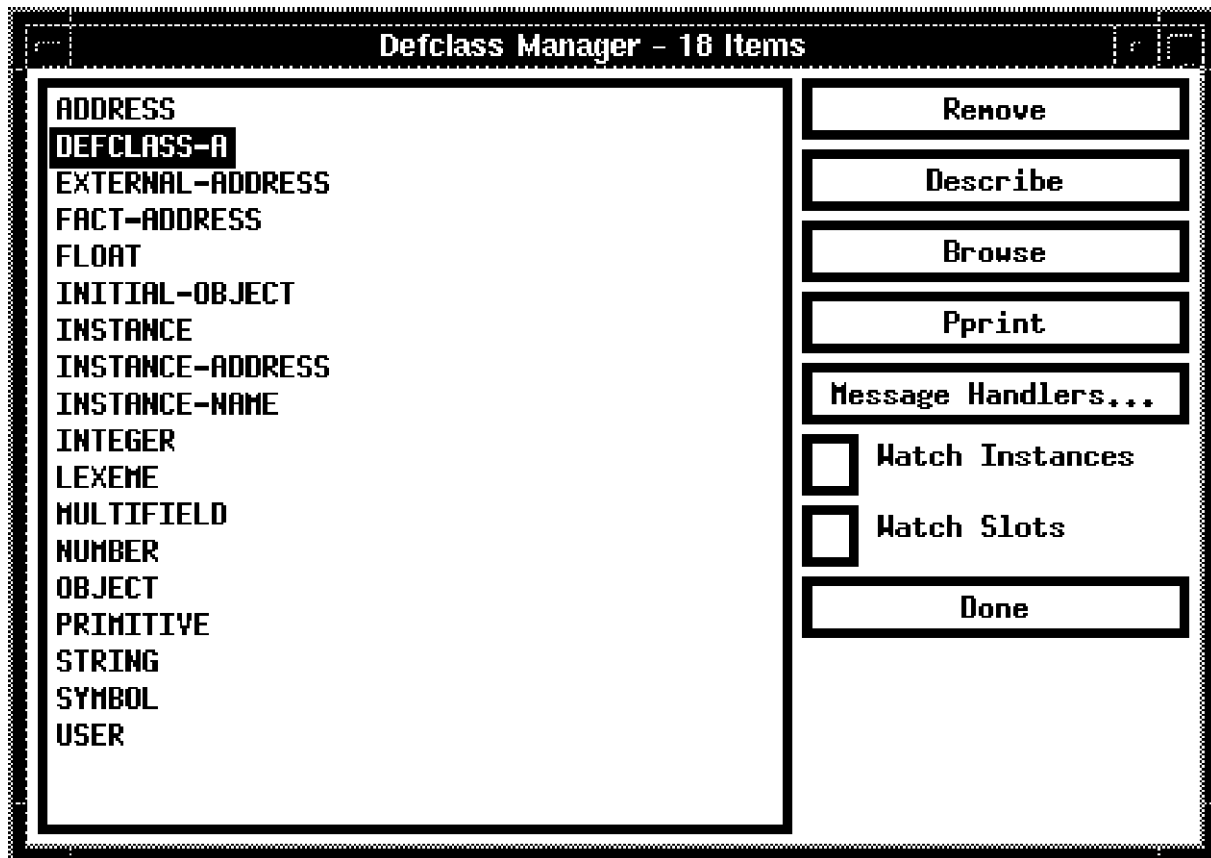 Defclass Manager - 18 Items
ADDRESS
DEFCLASS-A
EXTERNAL-ADDRESS
FACT-ADDRESS
FLOAT
INITIAL-OBJECT
INSTANCE
INSTANCE-ADDRESS
INSTANCE-NAME
INTEGER
LEXEME
MULTIFIELD
NUMBER
OBJECT
PRIMITIVE
STRING
SYMBOL
USER
Remove
Describe
Browse
Pprint
Message Handlers...
Watch Instances
Watch Slots
Done